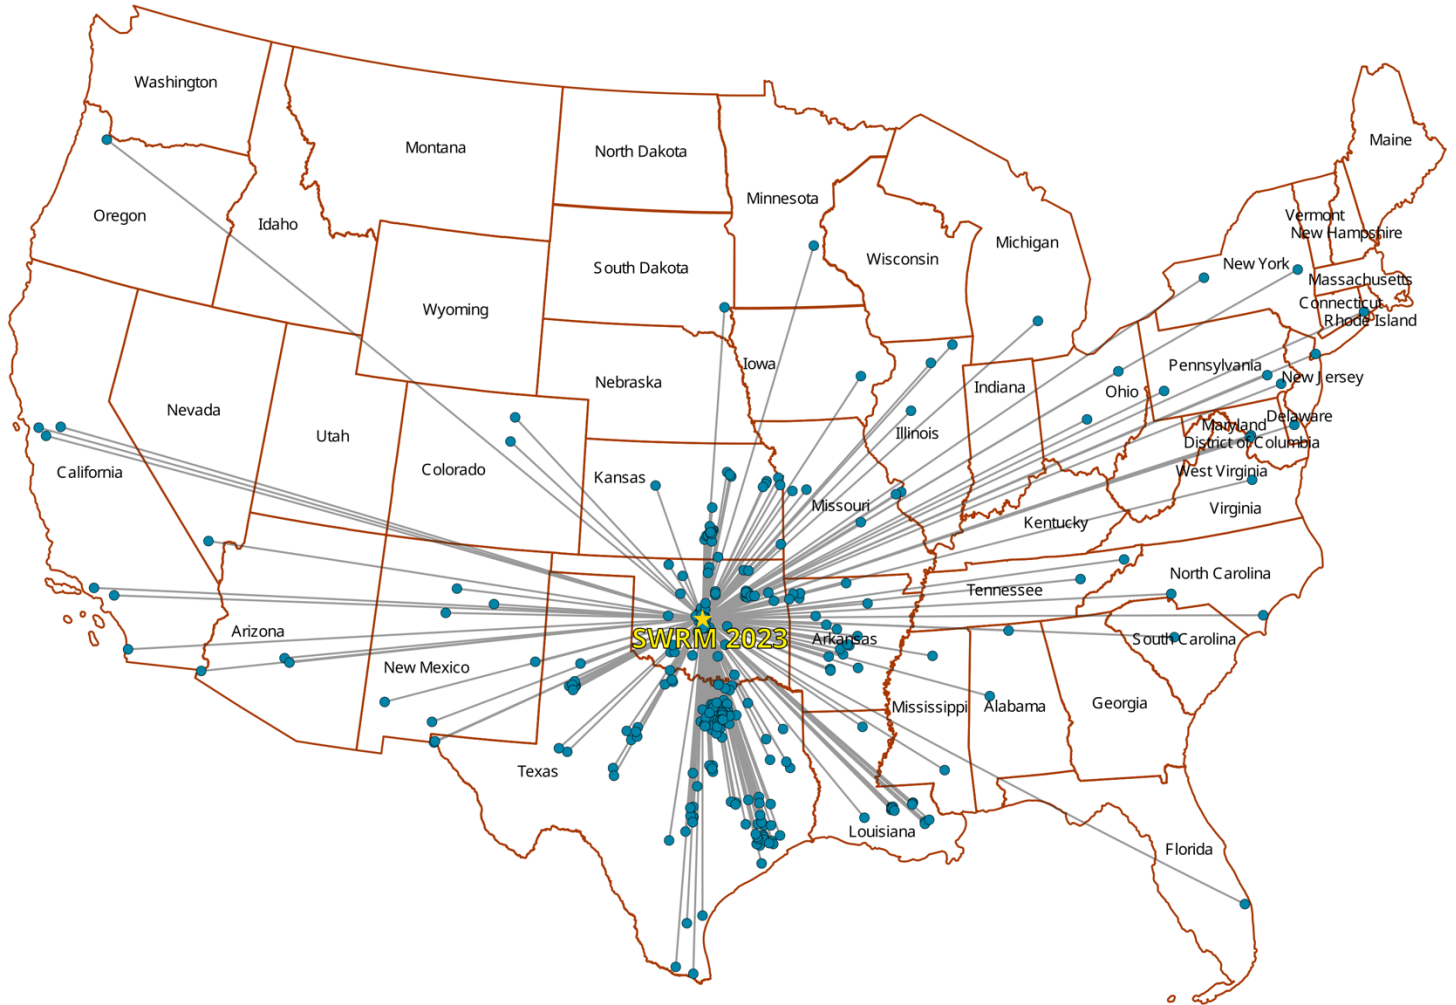 Washington
Montana
North Dakota
Minnesota
Maine
Oregon
Idaho
South Dakota
Wisconsin
Michigan
Vermont
New Hampshire
New York
Massachusetts
Wyoming
Connecticut
Rhode Island
Nebraska
Iowa
Indiana
Ohio
Pennsylvania
New Jersey
Nevada
Utah
Illinois
Delaware
Maryland
District of Columbia
California
Colorado
Kansas
West Virginia
Missouri
Virginia
Kentucky
North Carolina
Tennessee
Arizona
SWRM 2023
Arkansas
South Carolina
New Mexico
Mississippi
Alabama
Georgia
Texas
Louisiana
Florida